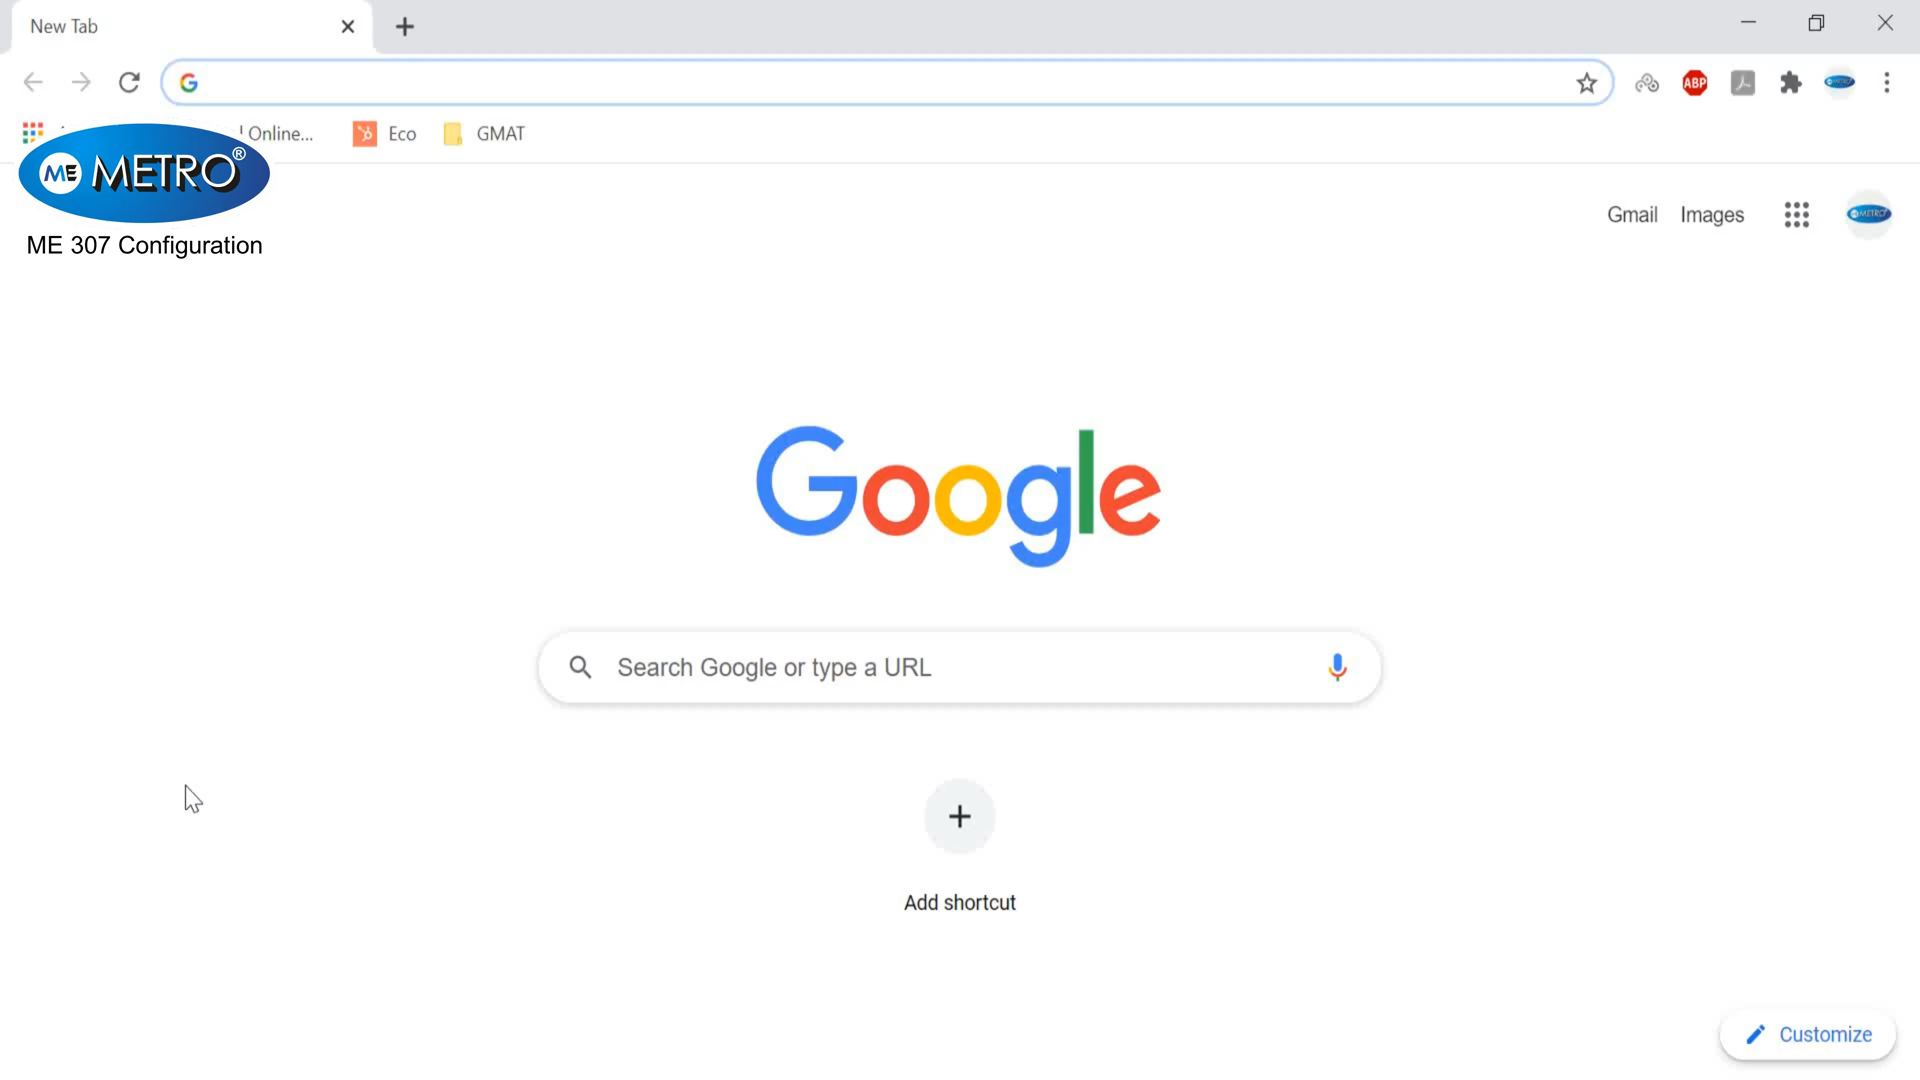 New Tab
Online...
Eco
GMAT
ABP
ME METRO®
ME 307 Configuration
Gmail
Images
METRO
Google
Search Google or type a URL
Add shortcut
Customize